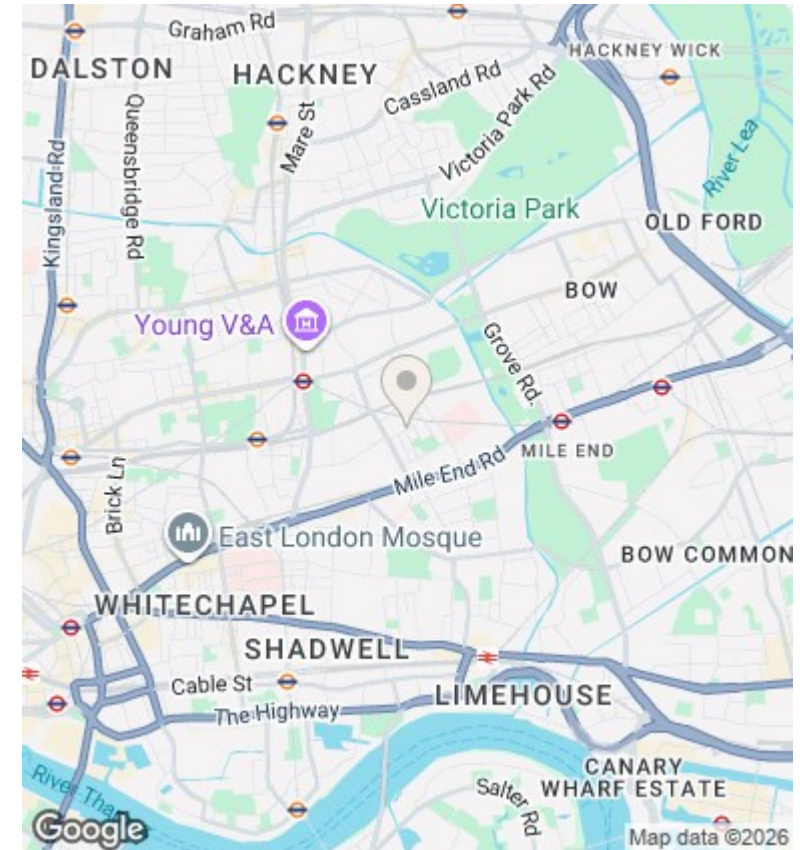 Graham Rd
HACKNEY WICK
DALSTON
HACKNEY
Cassland Rd
Queensbridge Rd
Mare St
Victoria Park Rd
River Lea
Kingsland Rd
Victoria Park
OLD FORD
BOW
Young V&A
Grove Rd.
Mile End Rd
MILE END
Brick Ln
East London Mosque
BOW COMMON
WHITECHAPEL
SHADWELL
Cable St
LIMEHOUSE
The Highway
CANARY
WHARF ESTATE
River Tha
Salter Rd
Google
Map data ©2026